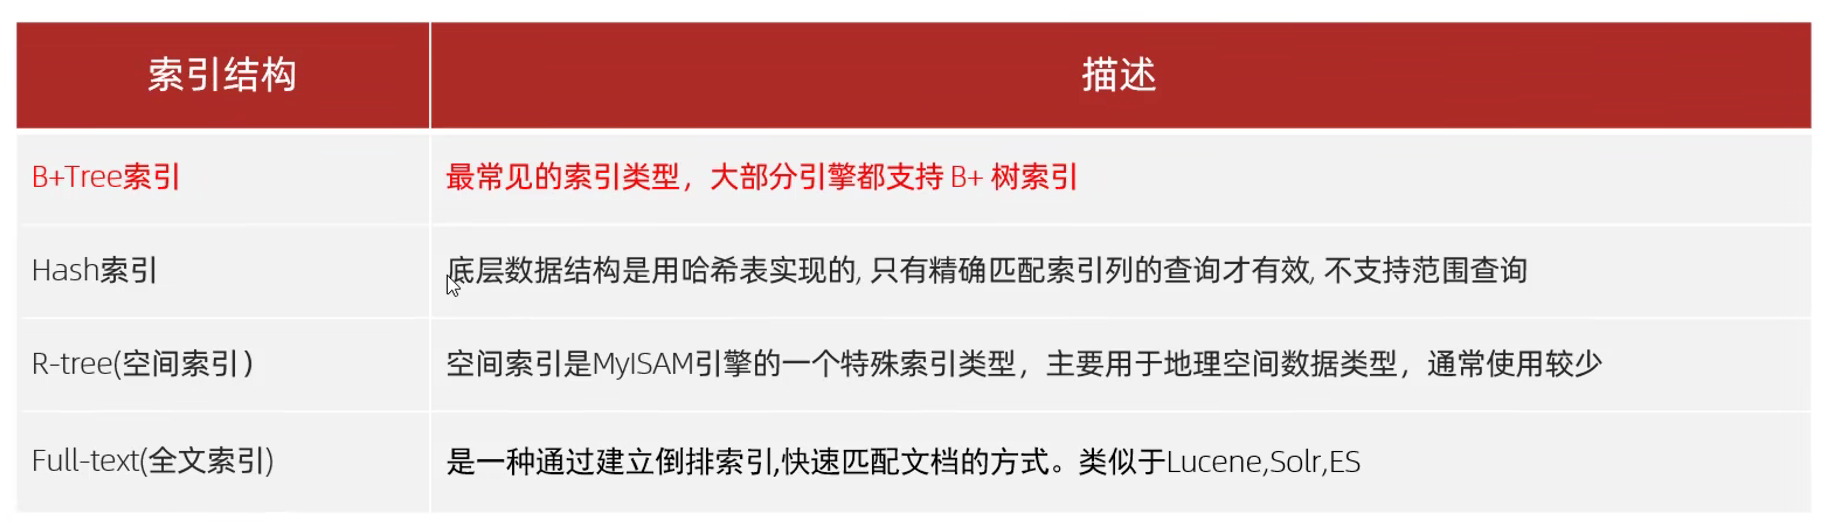 索引结构
描述
B+Tree索引
最常见的索引类型，大部分引擎都支持 B+ 树索引
Hash索引
底层数据结构是用哈希表实现的, 只有精确匹配索引列的查询才有效, 不支持范围查询
R-tree(空间索引）
空间索引是MyISAM引擎的一个特殊索引类型，主要用于地理空间数据类型，通常使用较少
Full-text(全文索引)
是一种通过建立倒排索引,快速匹配文档的方式。类似于Lucene,Solr,ES